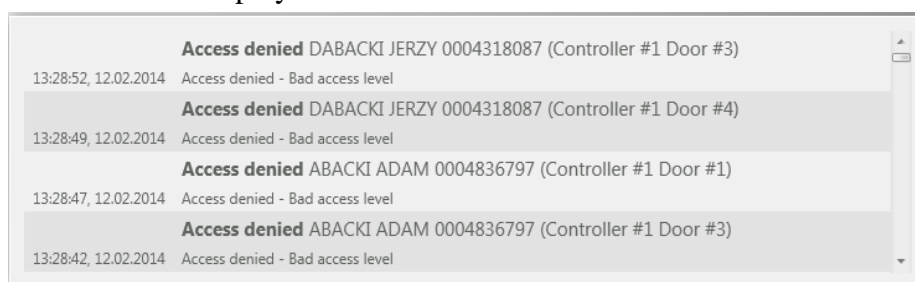 Access denied DABACKI JERZY 0004318087 (Controller #1 Door #3)
13:28:52, 12.02.2014 Access denied - Bad access level
Access denied DABACKI JERZY 0004318087 (Controller #1 Door #4)
13:28:49, 12.02.2014 Access denied - Bad access level
Access denied ABACKI ADAM 0004836797 (Controller #1 Door #1)
13:28:47, 12.02.2014 Access denied - Bad access level
Access denied ABACKI ADAM 0004836797 (Controller #1 Door #3)
13:28:42, 12.02.2014 Access denied - Bad access level